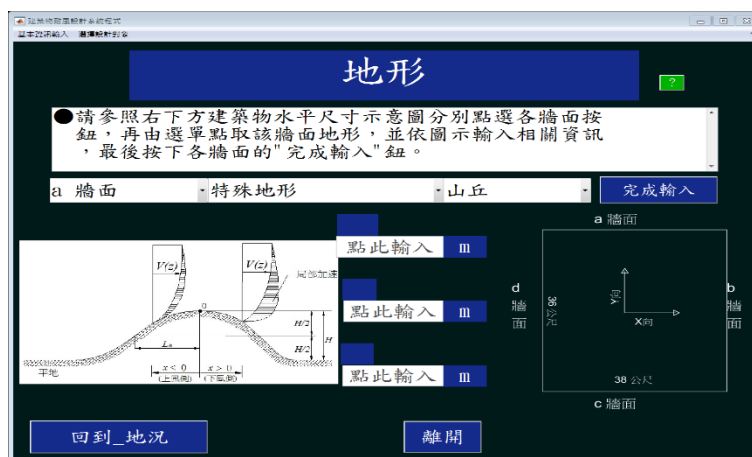 建築物耐風設計系統程式
基本資訊輸入 選擇設計對象
地形
?
●請參照右下方建築物水平尺寸示意圖分別點選各牆面按
鈕，再由選單點取該牆面地形，並依圖示輸入相關資訊
，最後按下各牆面的"完成輸入"鈕。
a 牆面 特殊地形 山丘 完成輸入
點此輸入 m
點此輸入 m
點此輸入 m
V(z) V(z)
局部加速
O
H/2
H
H/2
平地
x < 0 x > 0
(上風側) (下風側)
a 牆面
d 牆面
b 牆面
36 公尺
Y向
X向
38 公尺
c 牆面
回到_地況
離開